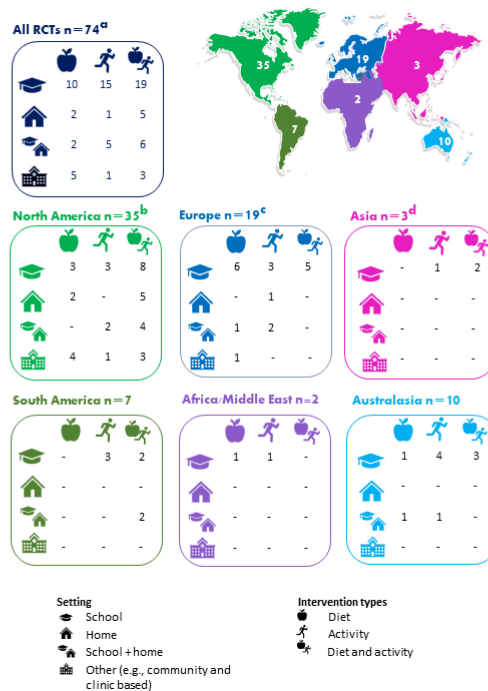 All RCTs n=74a
10 15 19
2 1 5
2 5 6
5 1 3
35
19
3
2
7
10
North America n=35b
3 3 8
2 - 5
- 2 4
4 1 3
Europe n=19c
6 3 5
- 1 -
1 2 -
1 - -
Asia n=3d
- 1 2
- - -
- - -
- - -
South America n=7
- 3 2
- - -
- - 2
- - -
Africa/Middle East n=2
1 1 -
- - -
- - -
- - -
Australasia n=10
1 4 3
- - -
1 1 -
- - -
Setting
School
Home
School + home
Other (e.g., community and
clinic based)
Intervention types
Diet
Activity
Diet and activity